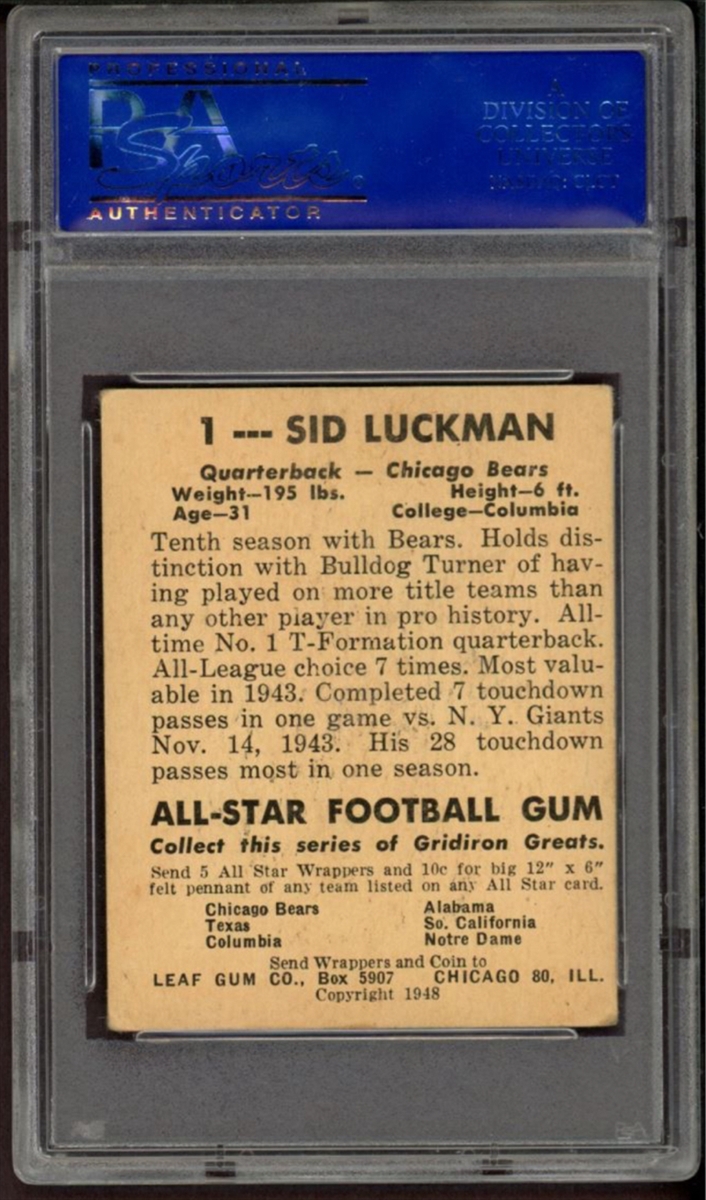 PROFESSIONAL
PSA
Sports
AUTHENTICATOR
A
DIVISION OF
COLLECTORS
UNIVERSE
NASDAQ: CLCT
1 --- SID LUCKMAN
Quarterback — Chicago Bears
Weight—195 lbs. Height—6 ft.
Age—31 College—Columbia
Tenth season with Bears. Holds dis-
tinction with Bulldog Turner of hav-
ing played on more title teams than
any other player in pro history. All-
time No. 1 T-Formation quarterback.
All-League choice 7 times. Most valu-
able in 1943. Completed 7 touchdown
passes in one game vs. N. Y. Giants
Nov. 14, 1943. His 28 touchdown
passes most in one season.
ALL-STAR FOOTBALL GUM
Collect this series of Gridiron Greats.
Send 5 All Star Wrappers and 10c for big 12" x 6"
felt pennant of any team listed on any All Star card.
Chicago Bears Alabama
Texas So. California
Columbia Notre Dame
Send Wrappers and Coin to
LEAF GUM CO., Box 5907 CHICAGO 80, ILL.
Copyright 1948
PSA